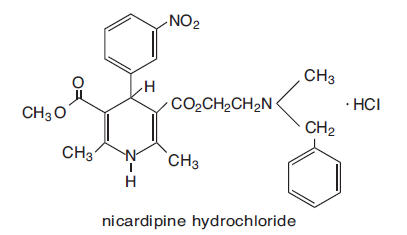 NO₂
O
H
CH₃O
CO₂CH₂CH₂N
CH₃
· HCl
CH₂
CH₃
N
CH₃
H
nicardipine hydrochloride